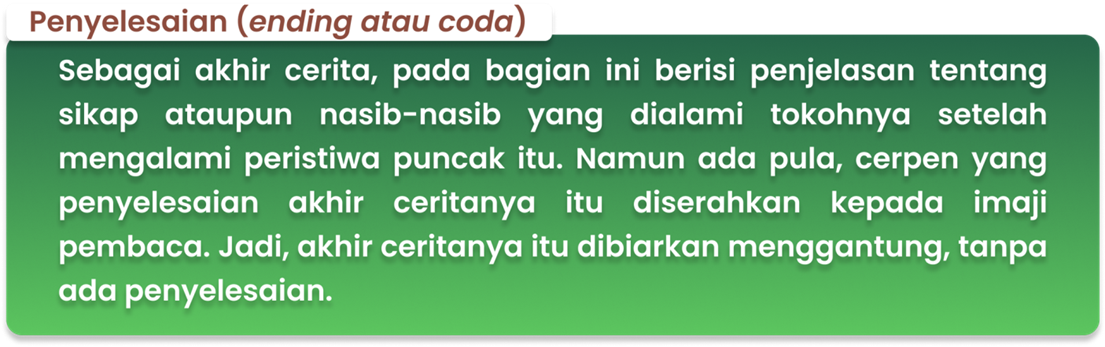 Penyelesaian (ending atau coda)
Sebagai akhir cerita, pada bagian ini berisi penjelasan tentang
sikap ataupun nasib-nasib yang dialami tokohnya setelah
mengalami peristiwa puncak itu. Namun ada pula, cerpen yang
penyelesaian akhir ceritanya itu diserahkan kepada imaji
pembaca. Jadi, akhir ceritanya itu dibiarkan menggantung, tanpa
ada penyelesaian.